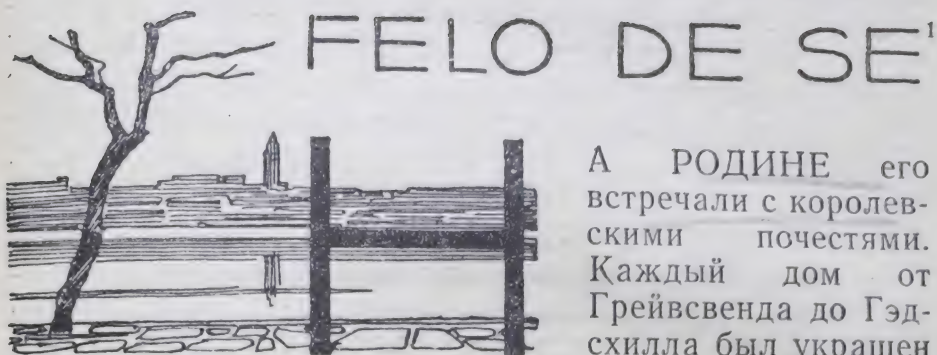 FELO DE SE¹
А РОДИНЕ его
встречали с королев-
скими почестями.
Каждый дом от
Грейвсвенда до Гэд-
схилла был украшен